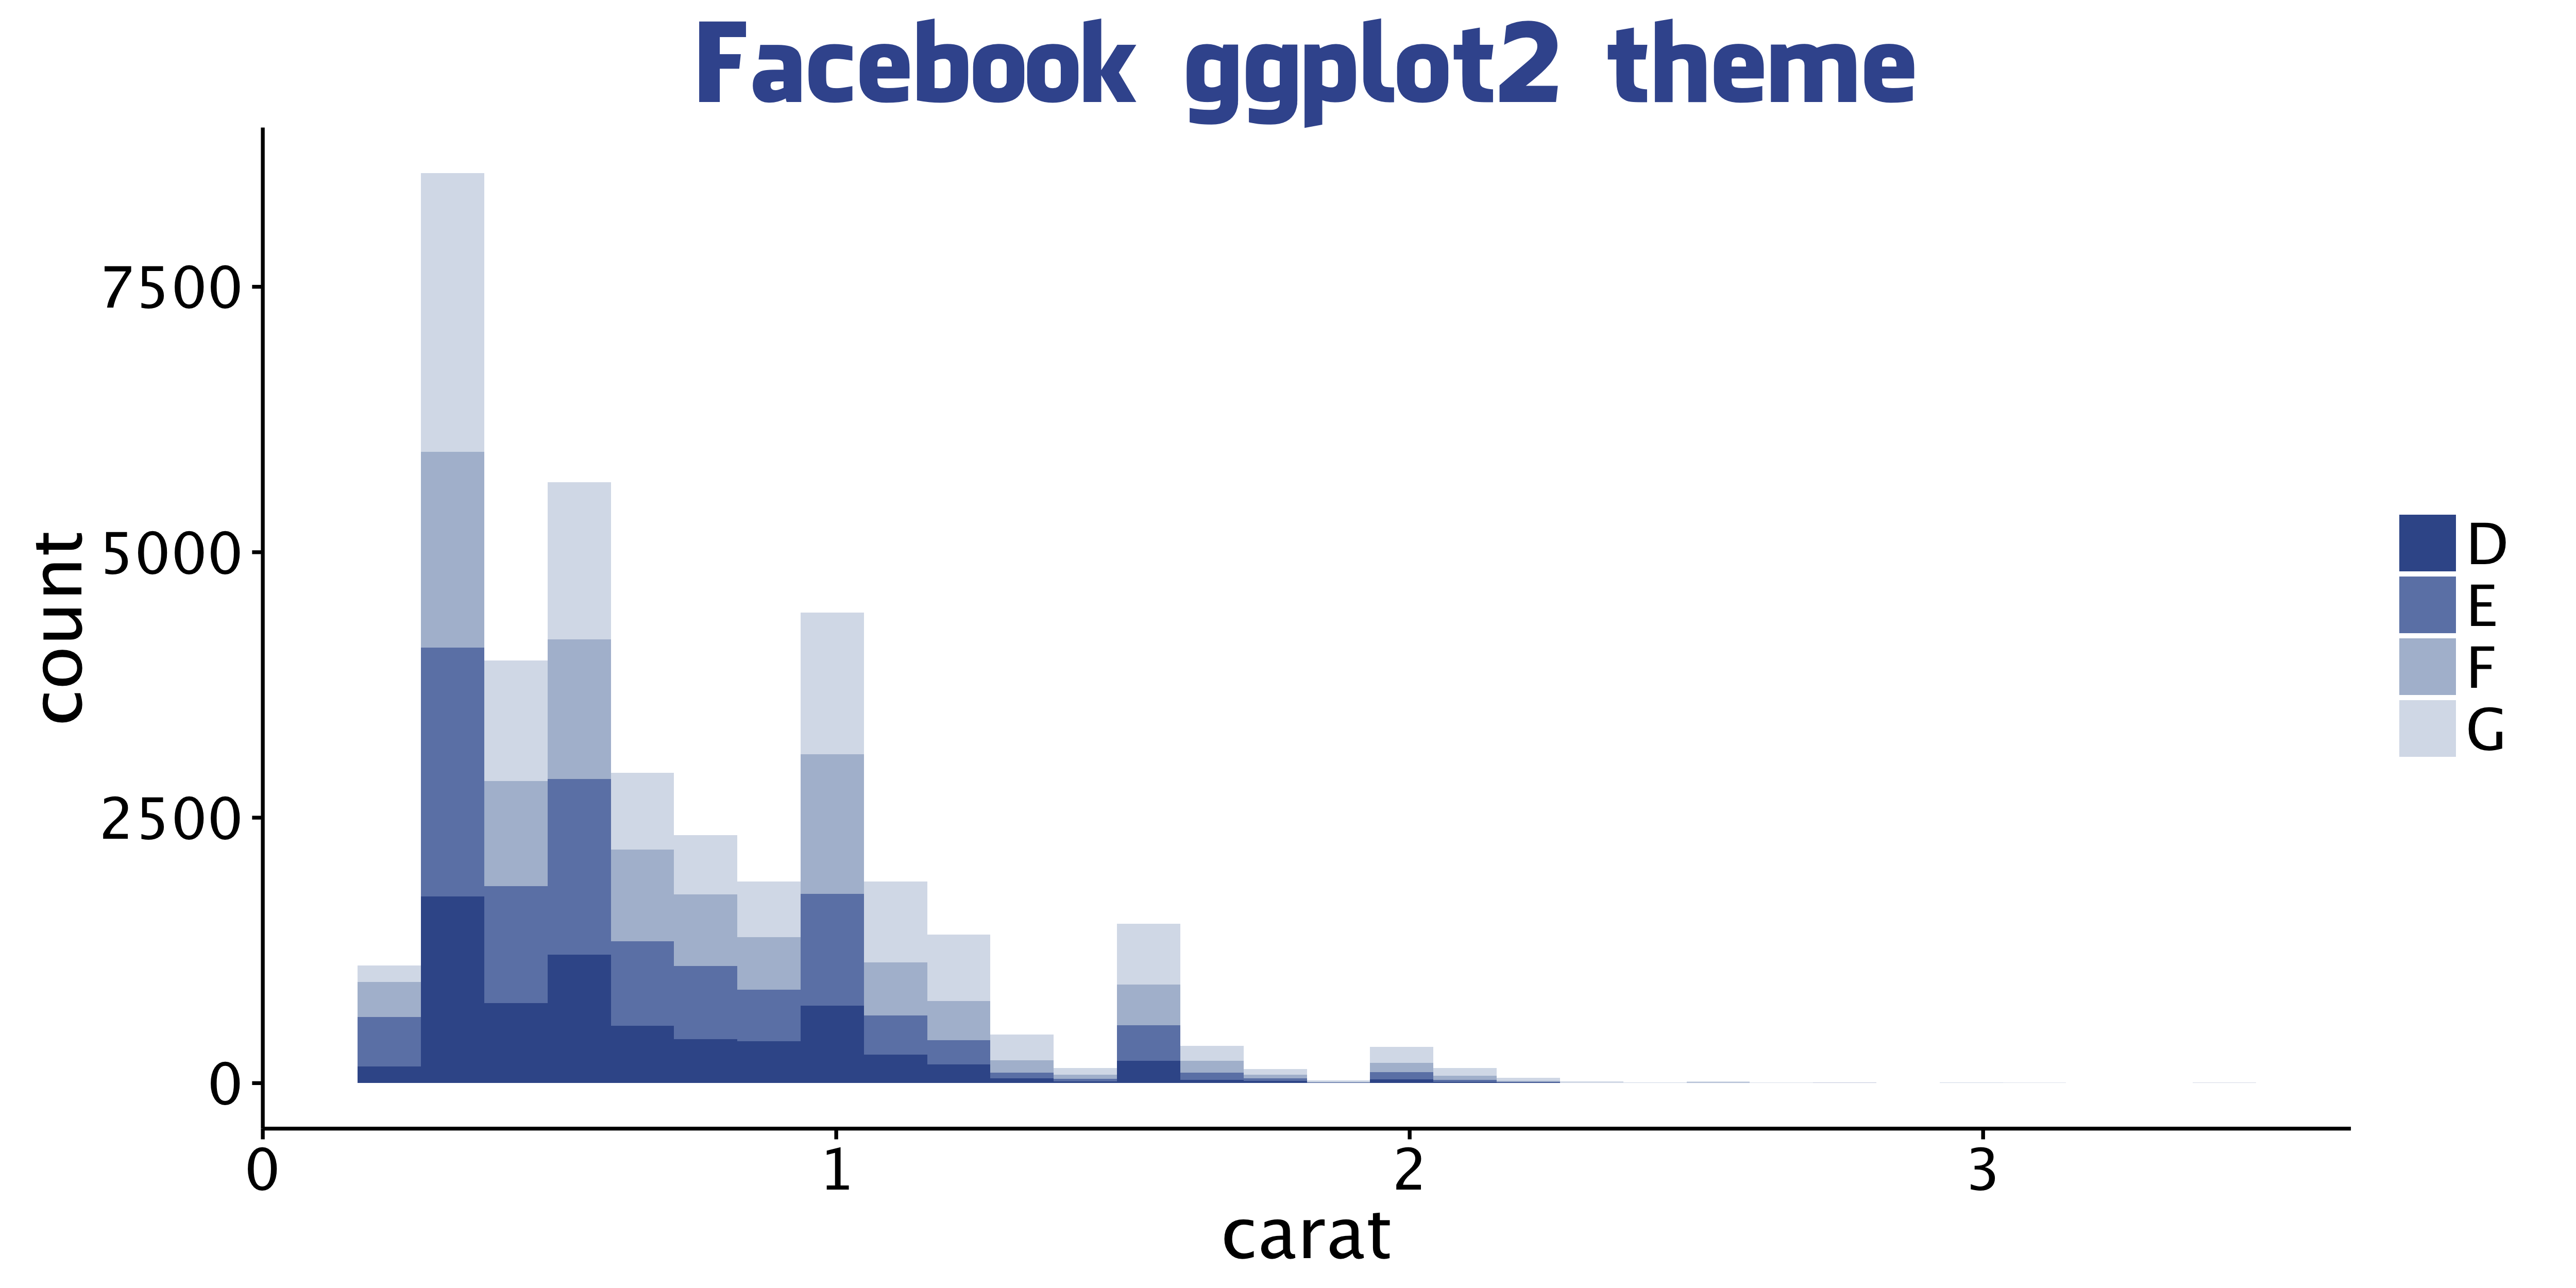 Facebook ggplot2 theme
count
7500
5000
2500
0
0 1 2 3
carat
D
E
F
G